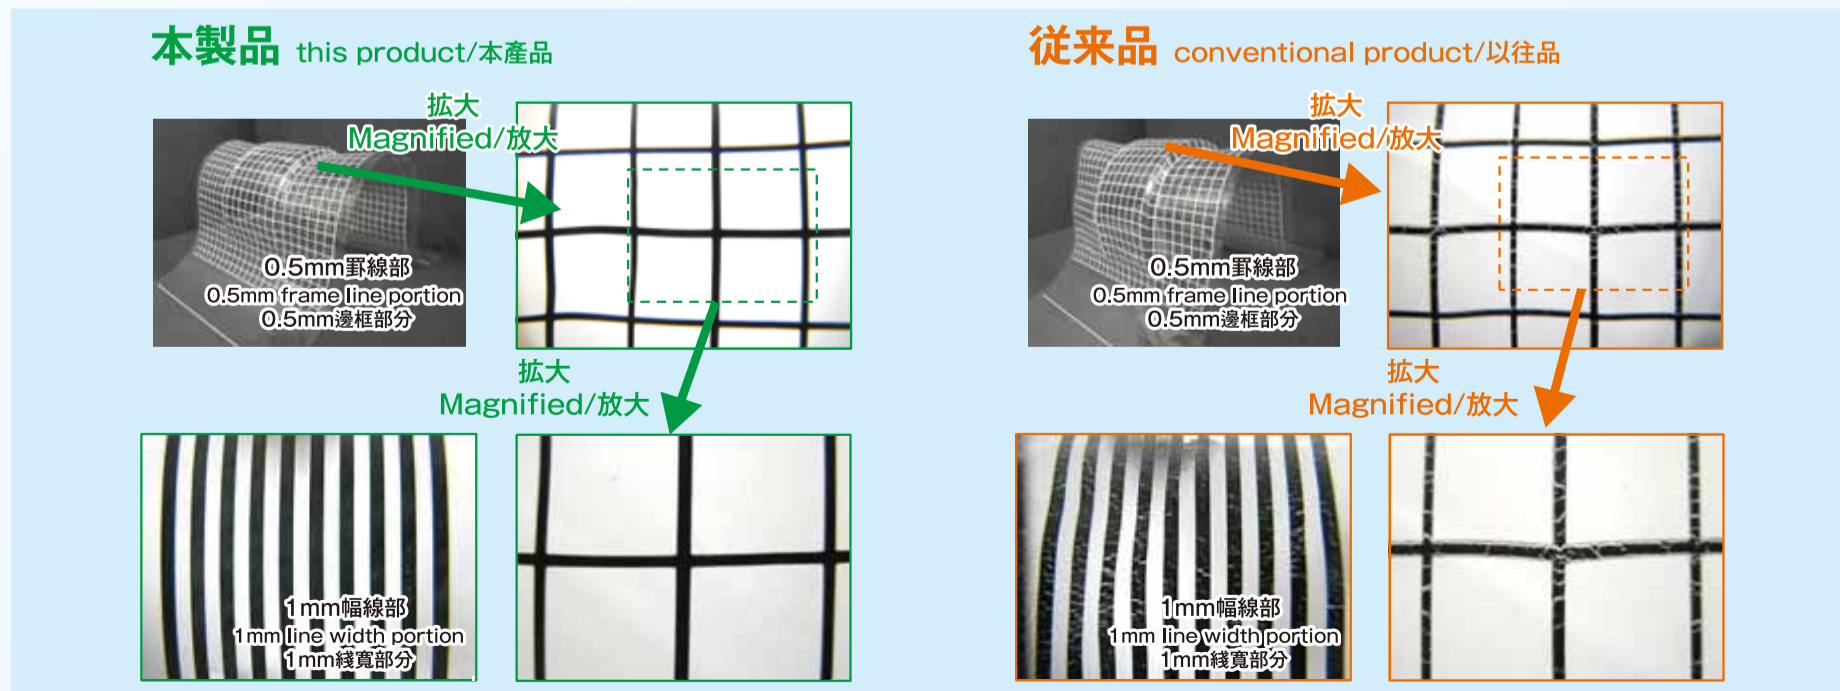 本製品 this product/本產品
拡大
Magnified/放大
0.5mm罫線部
0.5mm frame line portion
0.5mm邊框部分
拡大
Magnified/放大
1mm幅線部
1mm line width portion
1mm綫寬部分
従来品 conventional product/以往品
拡大
Magnified/放大
0.5mm罫線部
0.5mm frame line portion
0.5mm邊框部分
拡大
Magnified/放大
1mm幅線部
1mm line width portion
1mm綫寬部分